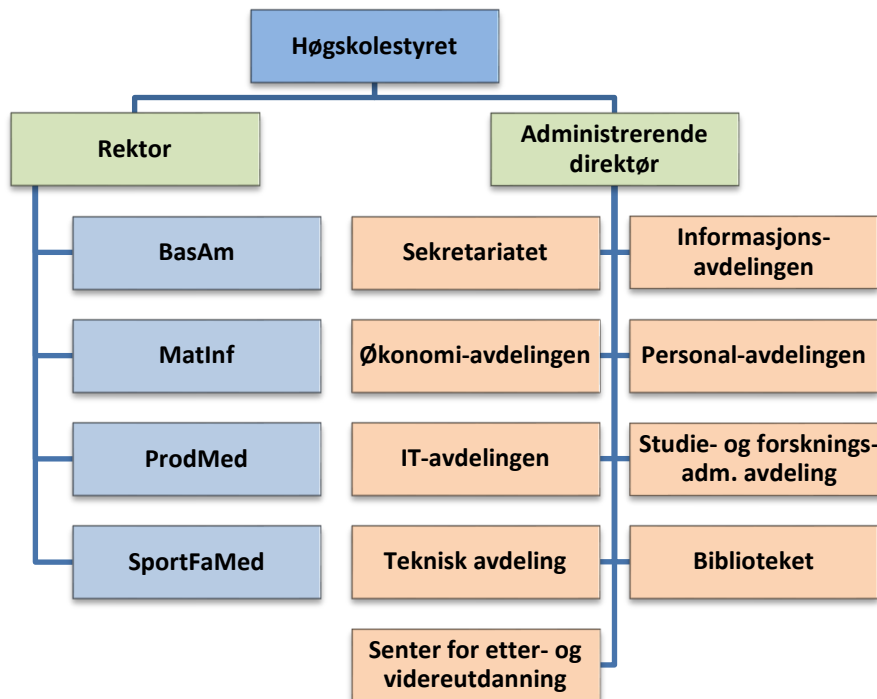 Høgskolestyret
Rektor
Administrerende
direktør
BasAm
Sekretariatet
Informasjons-
avdelingen
MatInf
Økonomi-avdelingen
Personal-avdelingen
ProdMed
IT-avdelingen
Studie- og forsknings-
adm. avdeling
SportFaMed
Teknisk avdeling
Biblioteket
Senter for etter- og
videreutdanning